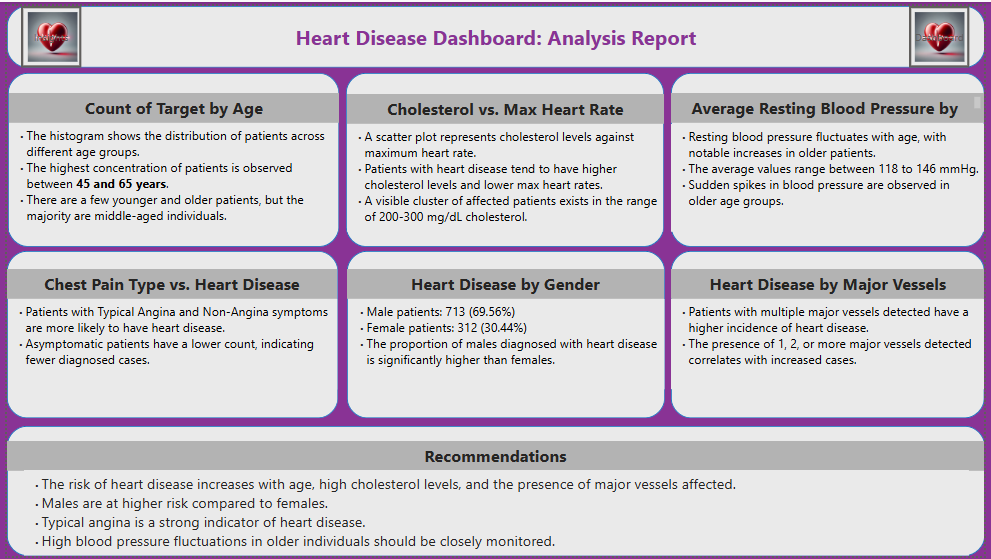 Heart Disease Dashboard: Analysis Report
Count of Target by Age
· The histogram shows the distribution of patients across
different age groups.
· The highest concentration of patients is observed
between 45 and 65 years.
· There are a few younger and older patients, but the
majority are middle-aged individuals.
Cholesterol vs. Max Heart Rate
· A scatter plot represents cholesterol levels against
maximum heart rate.
· Patients with heart disease tend to have higher
cholesterol levels and lower max heart rates.
· A visible cluster of affected patients exists in the range
of 200-300 mg/dL cholesterol.
Average Resting Blood Pressure by
· Resting blood pressure fluctuates with age, with
notable increases in older patients.
· The average values range between 118 to 146 mmHg.
· Sudden spikes in blood pressure are observed in
older age groups.
Chest Pain Type vs. Heart Disease
· Patients with Typical Angina and Non-Angina symptoms
are more likely to have heart disease.
· Asymptomatic patients have a lower count, indicating
fewer diagnosed cases.
Heart Disease by Gender
· Male patients: 713 (69.56%)
· Female patients: 312 (30.44%)
· The proportion of males diagnosed with heart disease
is significantly higher than females.
Heart Disease by Major Vessels
· Patients with multiple major vessels detected have a
higher incidence of heart disease.
· The presence of 1, 2, or more major vessels detected
correlates with increased cases.
Recommendations
· The risk of heart disease increases with age, high cholesterol levels, and the presence of major vessels affected.
· Males are at higher risk compared to females.
· Typical angina is a strong indicator of heart disease.
· High blood pressure fluctuations in older individuals should be closely monitored.